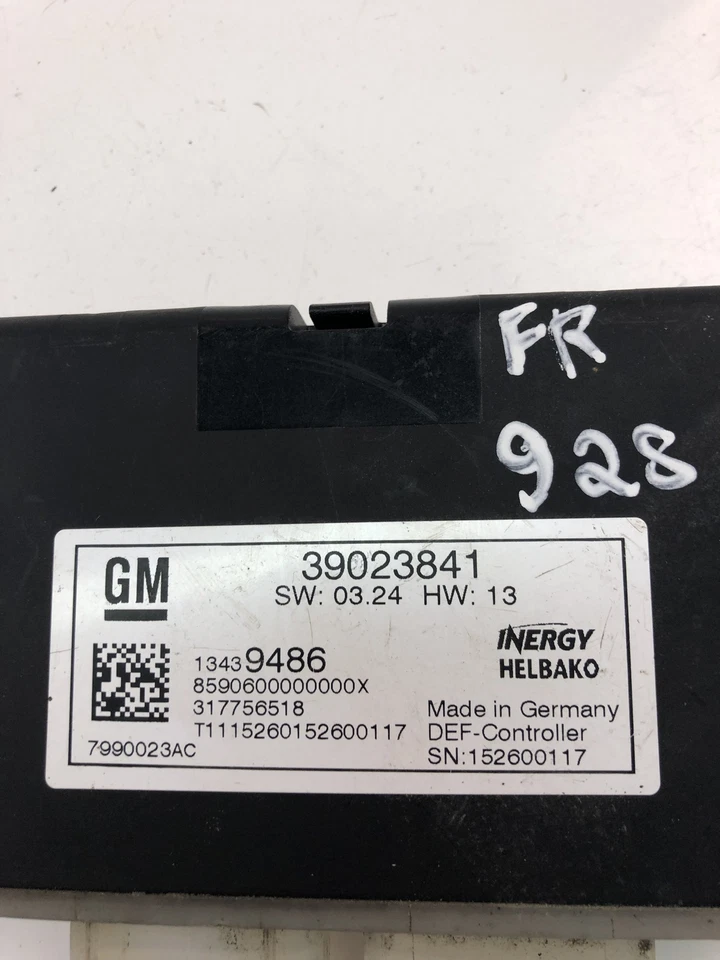 FR
928
GM
39023841
SW: 03.24 HW: 13
INERGY
HELBAKO
13439486
8590600000000X
317756518
T1115260152600117
7990023AC
Made in Germany
DEF-Controller
SN:152600117